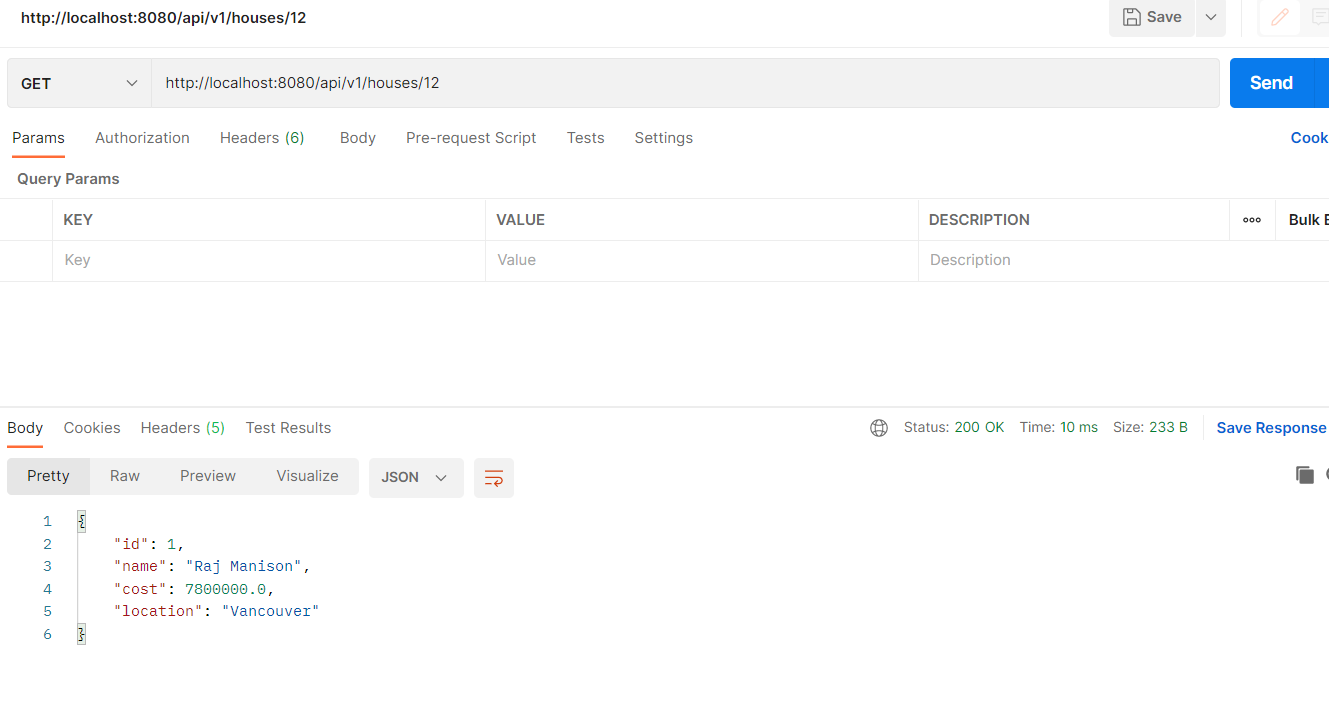 http://localhost:8080/api/v1/houses/12 Save
GET http://localhost:8080/api/v1/houses/12 Send
Params Authorization Headers (6) Body Pre-request Script Tests Settings Cook
Query Params
KEY VALUE DESCRIPTION ooo Bulk E
Key Value Description
Body Cookies Headers (5) Test Results Status: 200 OK Time: 10 ms Size: 233 B Save Response
Pretty Raw Preview Visualize JSON
1 {
2 "id": 1,
3 "name": "Raj Manison",
4 "cost": 7800000.0,
5 "location": "Vancouver"
6 }